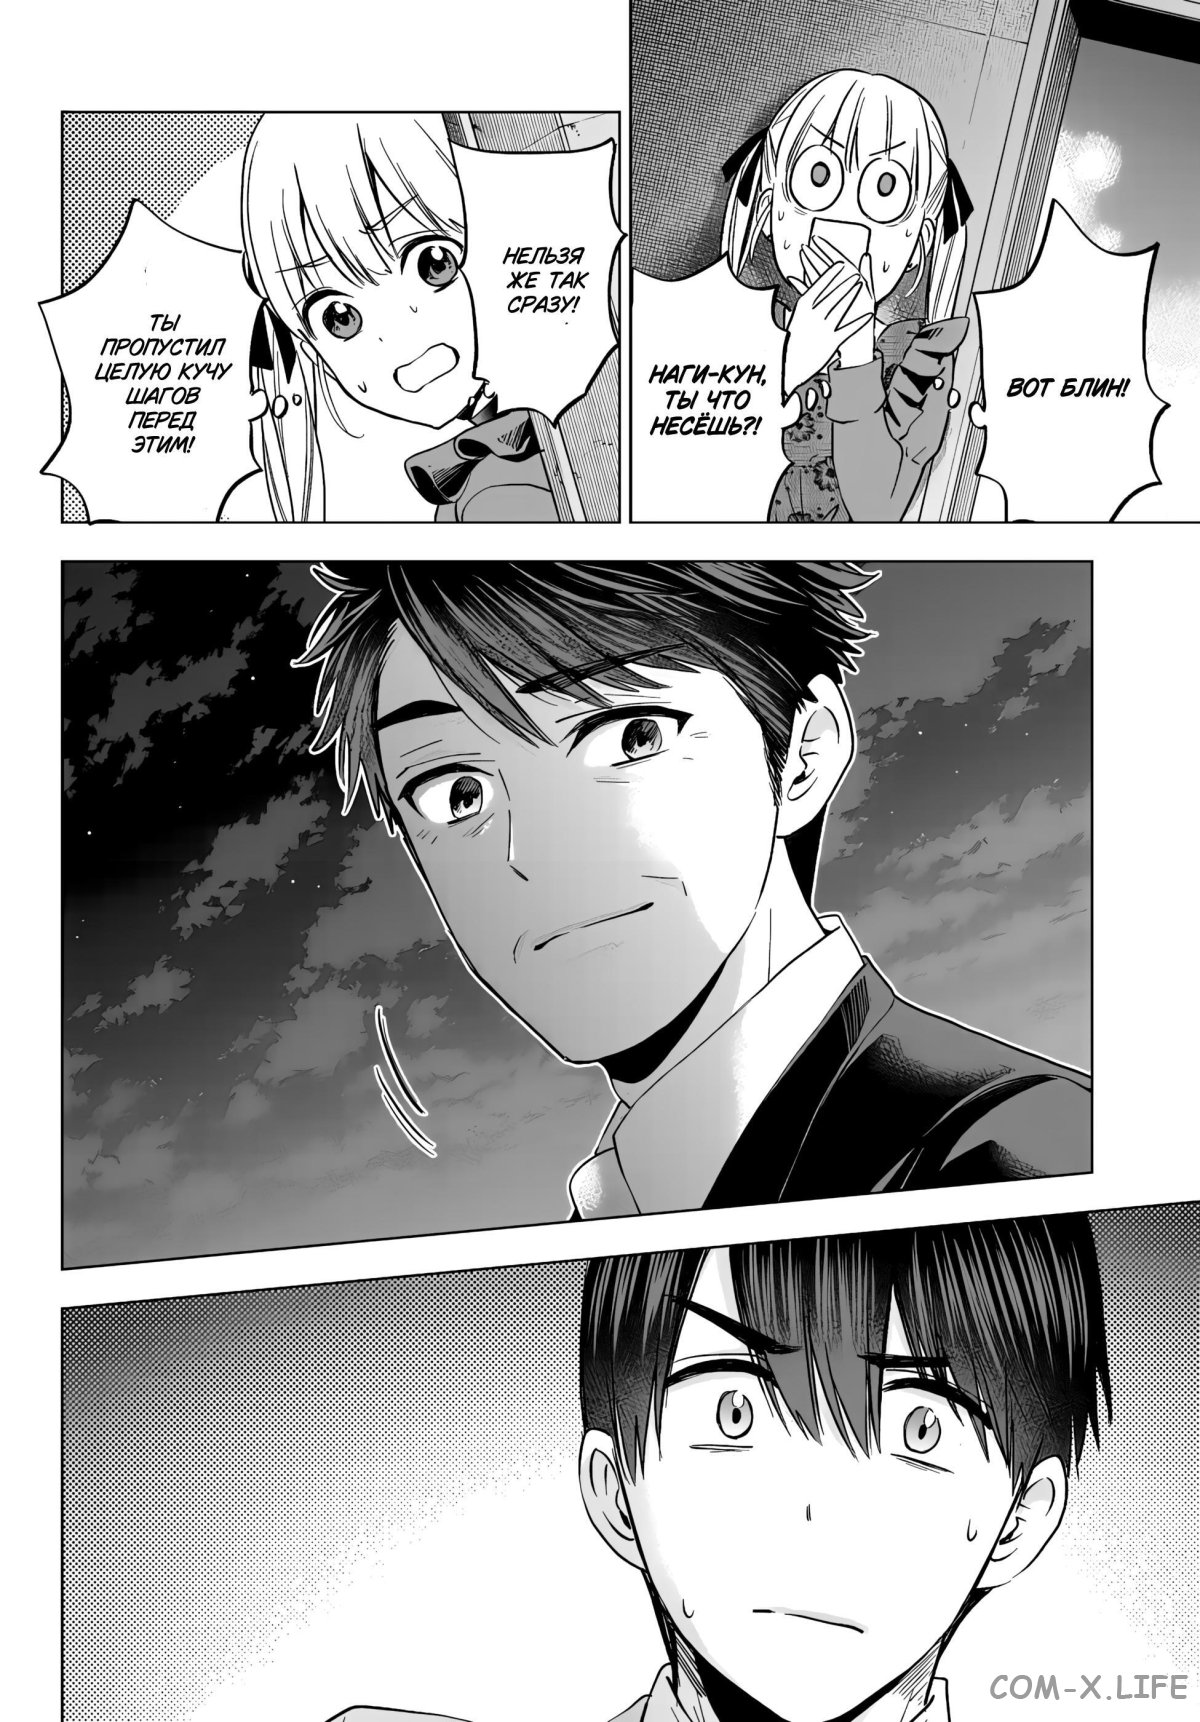 ВОТ БЛИН!
НАГИ-КУН,
ТЫ ЧТО
НЕСЁШЬ?!
НЕЛЬЗЯ
ЖЕ ТАК
СРАЗУ!
ТЫ
ПРОПУСТИЛ
ЦЕЛУЮ КУЧУ
ШАГОВ
ПЕРЕД
ЭТИМ!
COM-X.LIFE